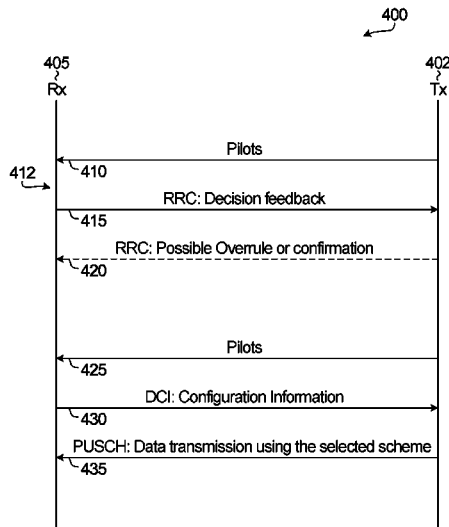 400
405
402
Rx
Tx
Pilots
412
410
RRC: Decision feedback
415
RRC: Possible Overrule or confirmation
420
Pilots
425
DCI: Configuration Information
430
PUSCH: Data transmission using the selected scheme
435